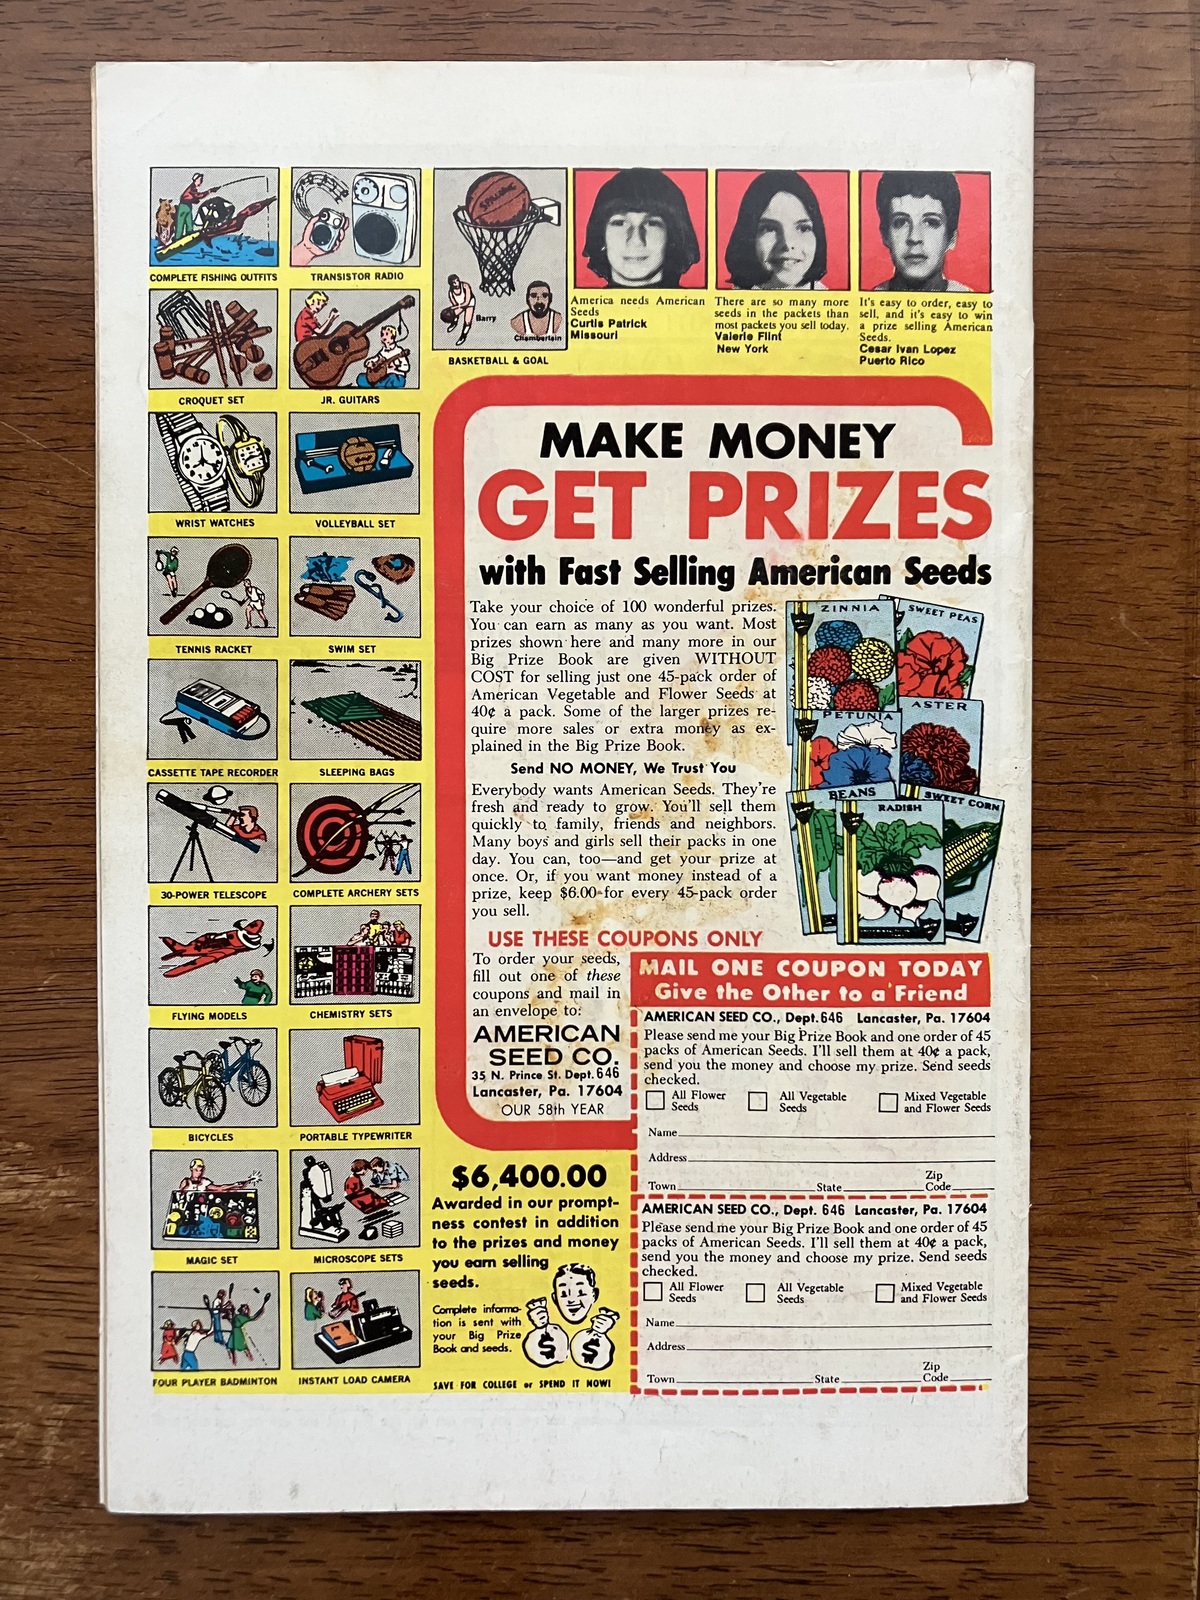 COMPLETE FISHING OUTFITS
TRANSISTOR RADIO
CROQUET SET
JR. GUITARS
WRIST WATCHES
VOLLEYBALL SET
TENNIS RACKET
SWIM SET
CASSETTE TAPE RECORDER
SLEEPING BAGS
30-POWER TELESCOPE
COMPLETE ARCHERY SETS
FLYING MODELS
CHEMISTRY SETS
BICYCLES
PORTABLE TYPEWRITER
MAGIC SET
MICROSCOPE SETS
FOUR PLAYER BADMINTON
INSTANT LOAD CAMERA
SPALDING
Barry
Chamberlain
BASKETBALL & GOAL
America needs American
Seeds
Curtis Patrick
Missouri
There are so many more
seeds in the packets than
most packets you sell today.
Valerie Flint
New York
It's easy to order, easy to
sell, and it's easy to win
a prize selling American
Seeds.
Cesar Ivan Lopez
Puerto Rico
MAKE MONEY
GET PRIZES
with Fast Selling American Seeds
Take your choice of 100 wonderful prizes.
You can earn as many as you want. Most
prizes shown here and many more in our
Big Prize Book are given WITHOUT
COST for selling just one 45-pack order of
American Vegetable and Flower Seeds at
40¢ a pack. Some of the larger prizes re-
quire more sales or extra money as ex-
plained in the Big Prize Book.
Send NO MONEY, We Trust You
Everybody wants American Seeds. They're
fresh and ready to grow. You'll sell them
quickly to family, friends and neighbors.
Many boys and girls sell their packs in one
day. You can, too—and get your prize at
once. Or, if you want money instead of a
prize, keep $6.00 for every 45-pack order
you sell.
ZINNIA
SWEET PEAS
PETUNIA
ASTER
BEANS
RADISH
SWEET CORN
USE THESE COUPONS ONLY
To order your seeds,
fill out one of these
coupons and mail in
an envelope to:
AMERICAN
SEED CO.
35 N. Prince St. Dept. 646
Lancaster, Pa. 17604
OUR 58th YEAR
$6,400.00
Awarded in our prompt-
ness contest in addition
to the prizes and money
you earn selling
seeds.
Complete informa-
tion is sent with
your Big Prize
Book and seeds.
$ $
SAVE FOR COLLEGE or SPEND IT NOW!
MAIL ONE COUPON TODAY
Give the Other to a Friend
AMERICAN SEED CO., Dept. 646 Lancaster, Pa. 17604
Please send me your Big Prize Book and one order of 45
packs of American Seeds. I'll sell them at 40¢ a pack,
send you the money and choose my prize. Send seeds
checked.
All Flower Seeds
All Vegetable Seeds
Mixed Vegetable and Flower Seeds
Name
Address
Town State Zip Code
AMERICAN SEED CO., Dept. 646 Lancaster, Pa. 17604
Please send me your Big Prize Book and one order of 45
packs of American Seeds. I'll sell them at 40¢ a pack,
send you the money and choose my prize. Send seeds
checked.
All Flower Seeds
All Vegetable Seeds
Mixed Vegetable and Flower Seeds
Name
Address
Town State Zip Code